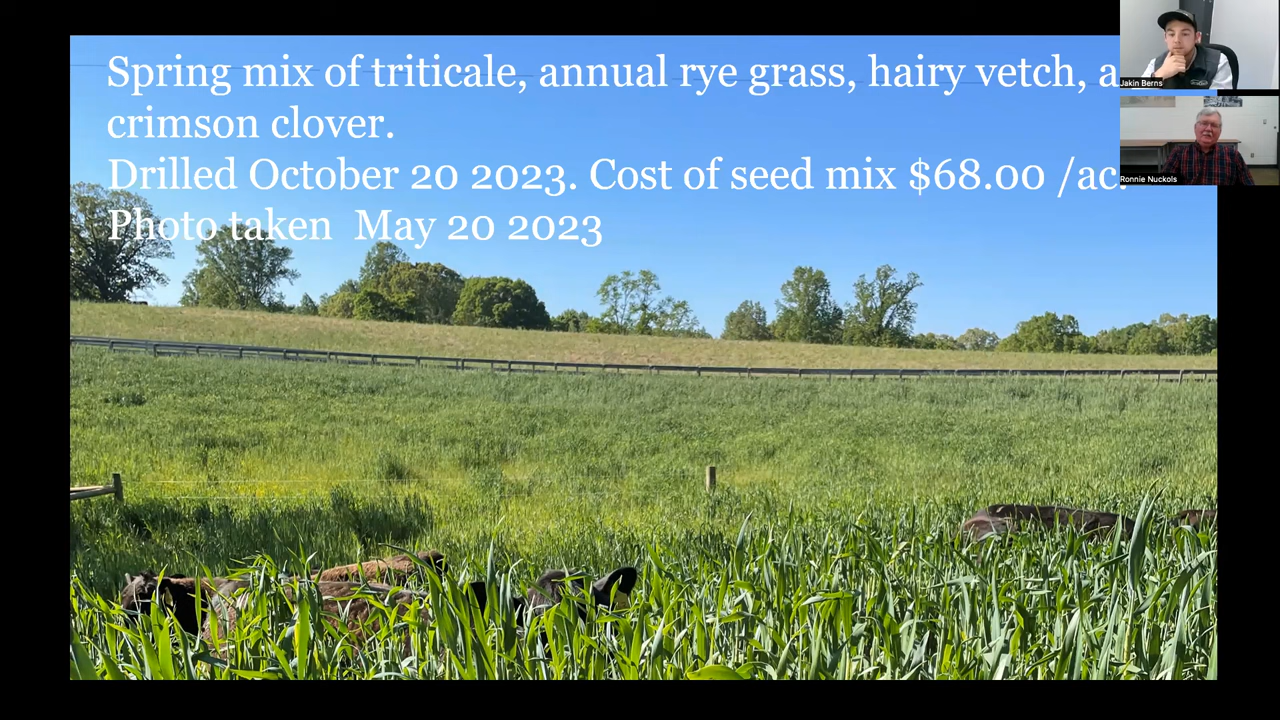 Spring mix of triticale, annual rye grass, hairy vetch, a
crimson clover.
Drilled October 20 2023. Cost of seed mix $68.00 /ac.
Photo taken May 20 2023
Jakin Berns
Ronnie Nuckols